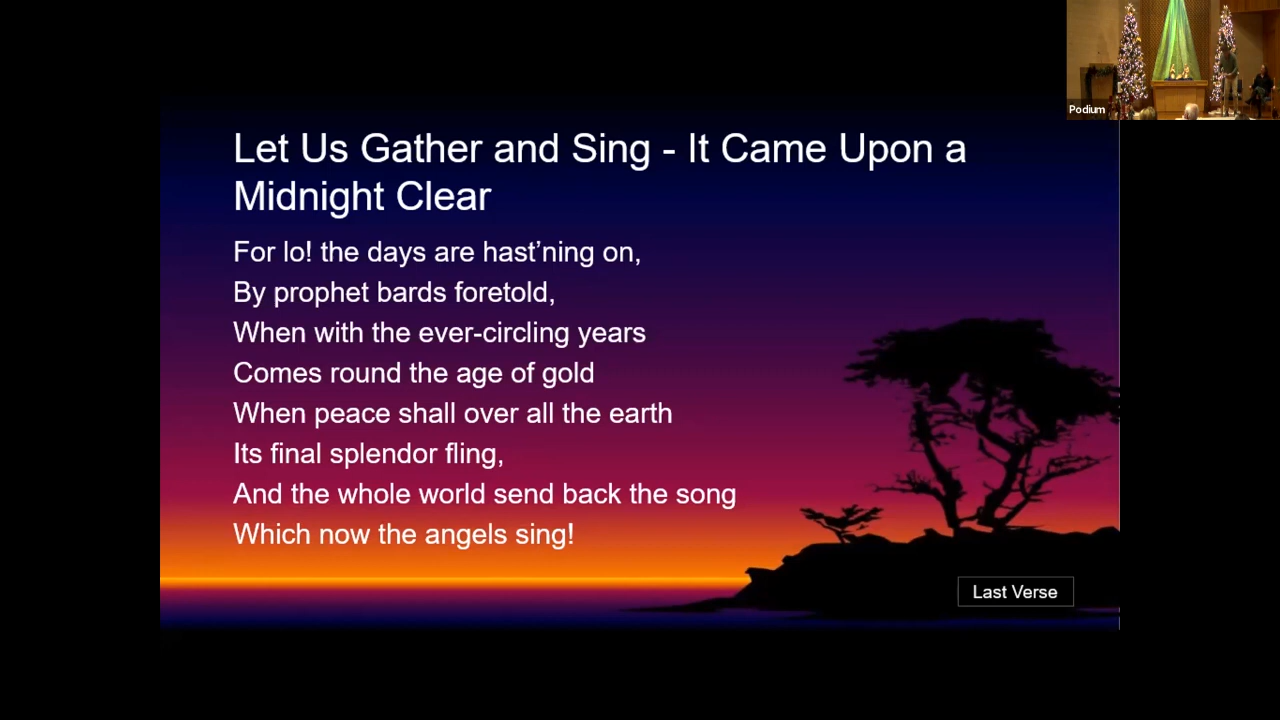 Podium
Let Us Gather and Sing - It Came Upon a
Midnight Clear
For lo! the days are hast’ning on,
By prophet bards foretold,
When with the ever-circling years
Comes round the age of gold
When peace shall over all the earth
Its final splendor fling,
And the whole world send back the song
Which now the angels sing!
Last Verse